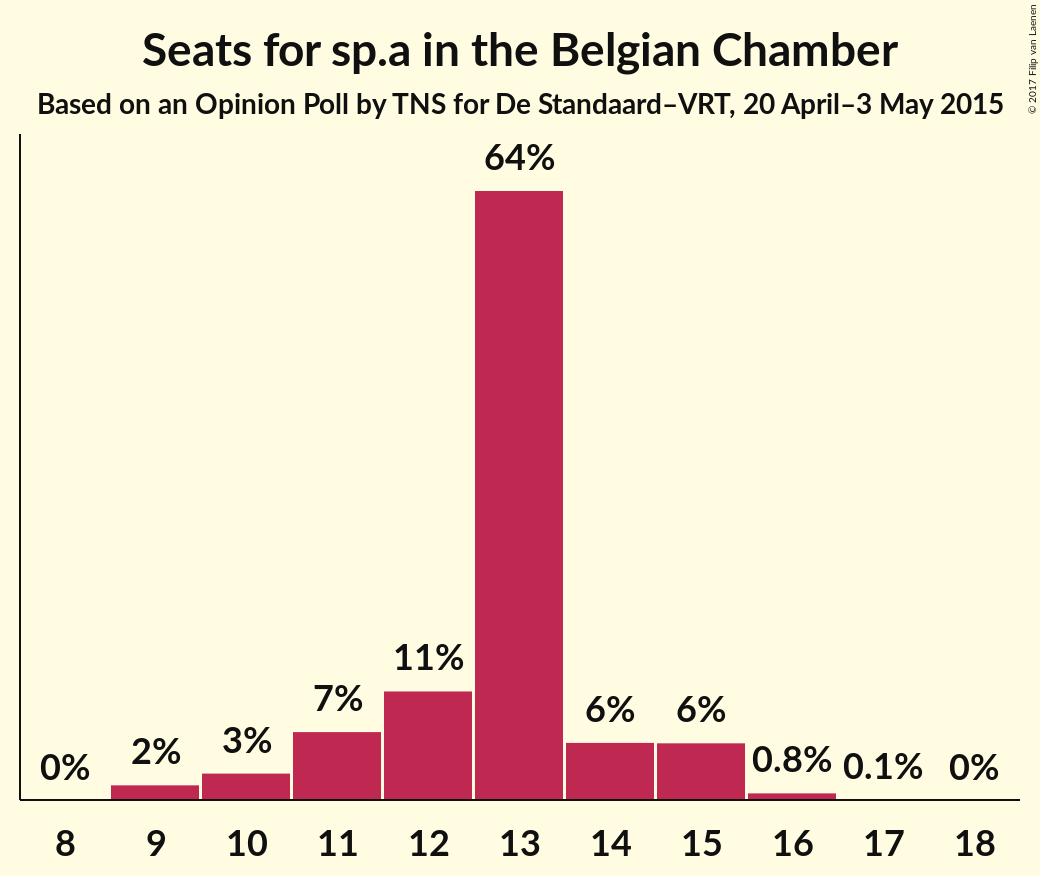 Seats for sp.a in the Belgian Chamber
Based on an Opinion Poll by TNS for De Standaard–VRT, 20 April–3 May 2015
© 2017 Filip van Laenen
64%
11%
7%
6%
6%
3%
2%
0.8%
0.1%
0%
0%
8 9 10 11 12 13 14 15 16 17 18